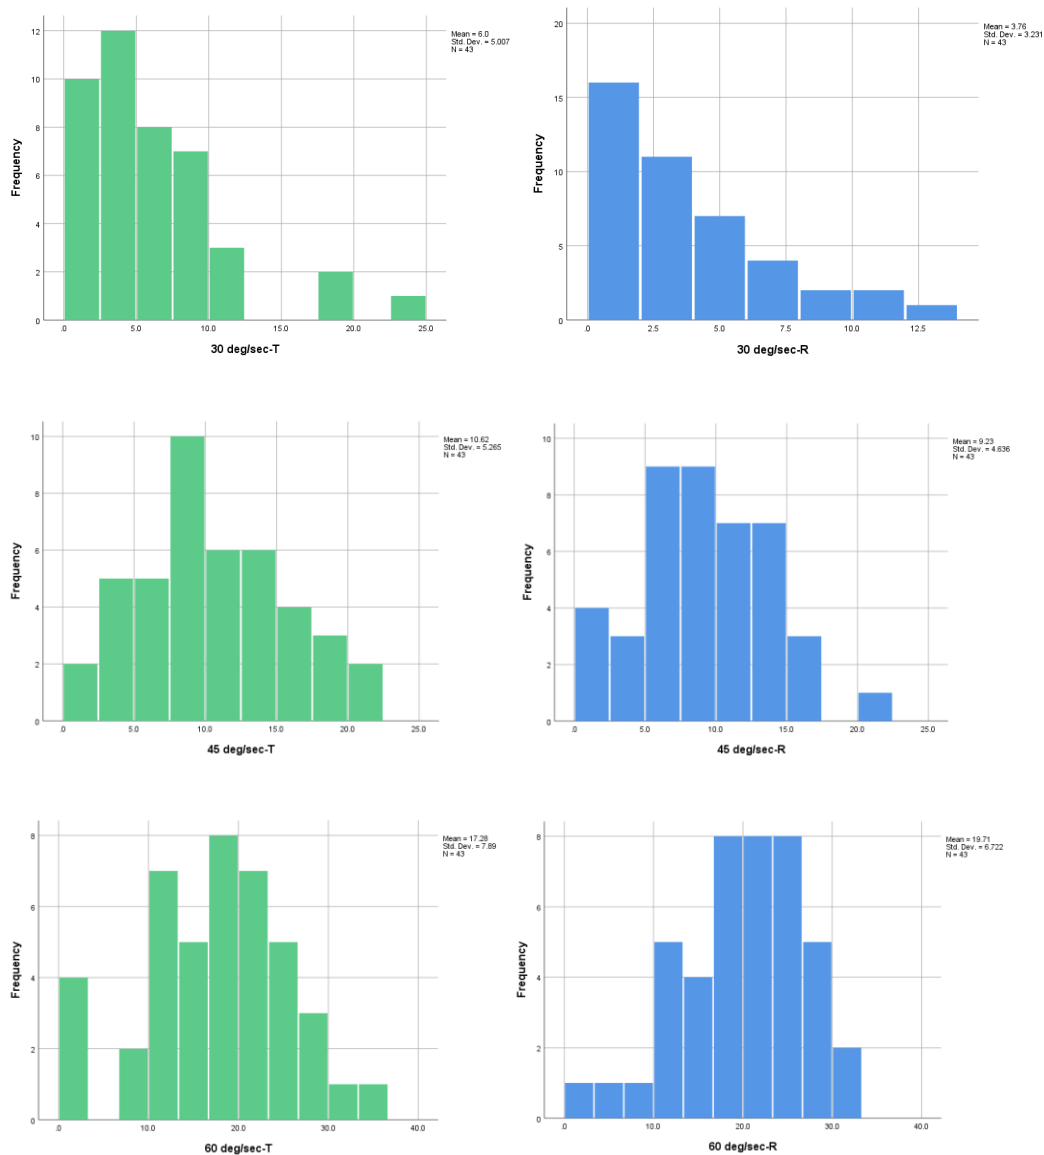 12
10
8
6
4
2
0
Frequency
.0 5.0 10.0 15.0 20.0 25.0
30 deg/sec-T
Mean = 6.0
Std. Dev. = 5.007
N = 43
20
15
10
5
0
Frequency
.0 2.5 5.0 7.5 10.0 12.5
30 deg/sec-R
Mean = 3.76
Std. Dev. = 3.231
N = 43
10
8
6
4
2
0
Frequency
.0 5.0 10.0 15.0 20.0 25.0
45 deg/sec-T
Mean = 10.62
Std. Dev. = 5.265
N = 43
10
8
6
4
2
0
Frequency
.0 5.0 10.0 15.0 20.0 25.0
45 deg/sec-R
Mean = 9.23
Std. Dev. = 4.636
N = 43
8
6
4
2
0
Frequency
.0 10.0 20.0 30.0 40.0
60 deg/sec-T
Mean = 17.28
Std. Dev. = 7.89
N = 43
8
6
4
2
0
Frequency
.0 10.0 20.0 30.0 40.0
60 deg/sec-R
Mean = 19.71
Std. Dev. = 6.722
N = 43